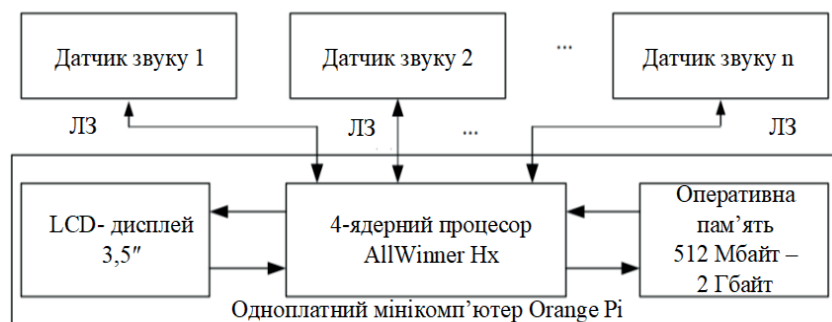 Датчик звуку 1
Датчик звуку 2
...
Датчик звуку n
ЛЗ
ЛЗ
...
ЛЗ
LCD- дисплей
3,5″
4-ядерний процесор
AllWinner Hx
Оперативна
пам’ять
512 Мбайт –
2 Гбайт
Одноплатний мінікомп’ютер Orange Pi